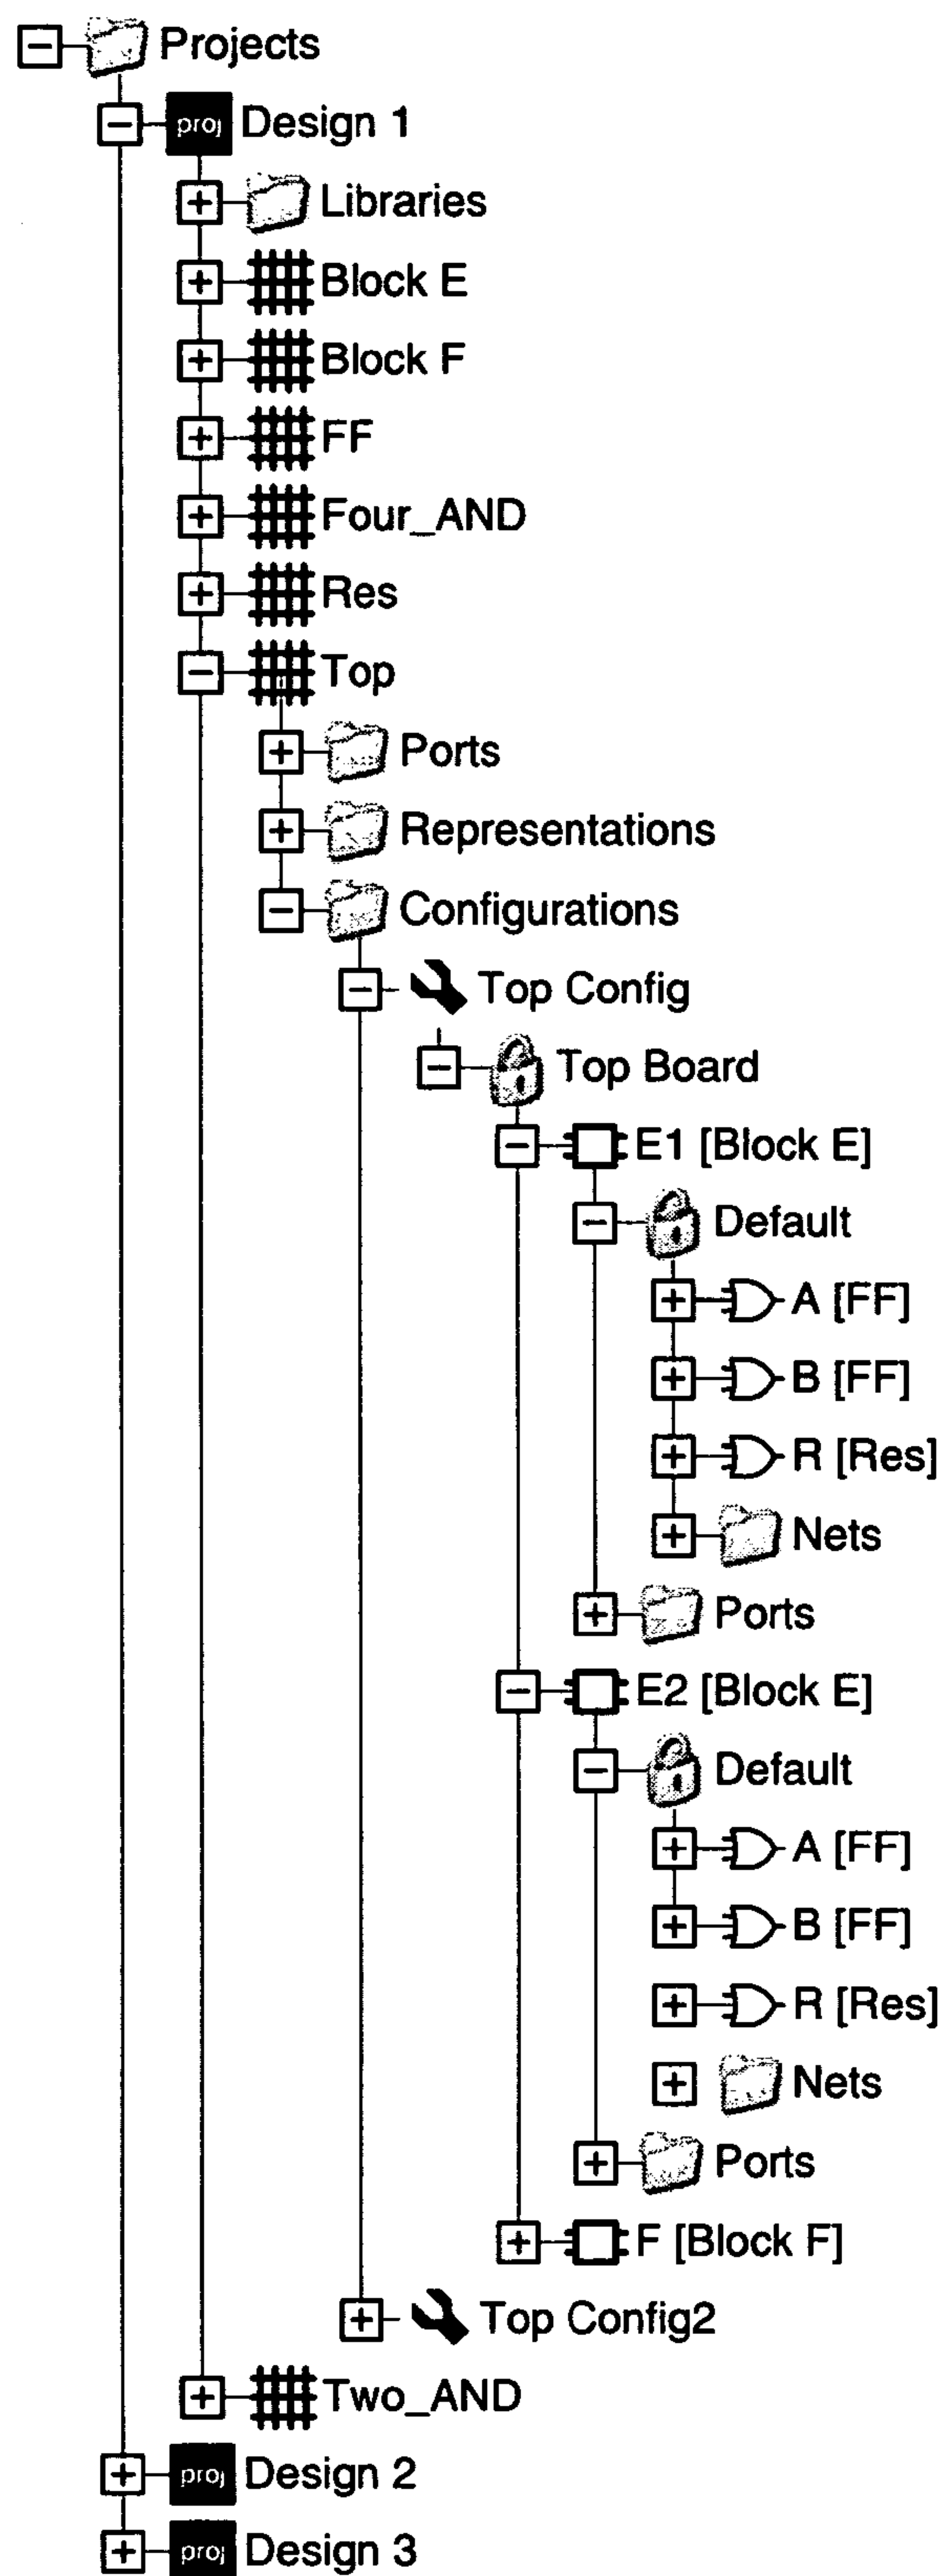 Projects
proj Design 1
Libraries
Block E
Block F
FF
Four_AND
Res
Top
Ports
Representations
Configurations
Top Config
Top Board
E1 [Block E]
Default
A [FF]
B [FF]
R [Res]
Nets
Ports
E2 [Block E]
Default
A [FF]
B [FF]
R [Res]
Nets
Ports
F [Block F]
Top Config2
Two_AND
proj Design 2
proj Design 3